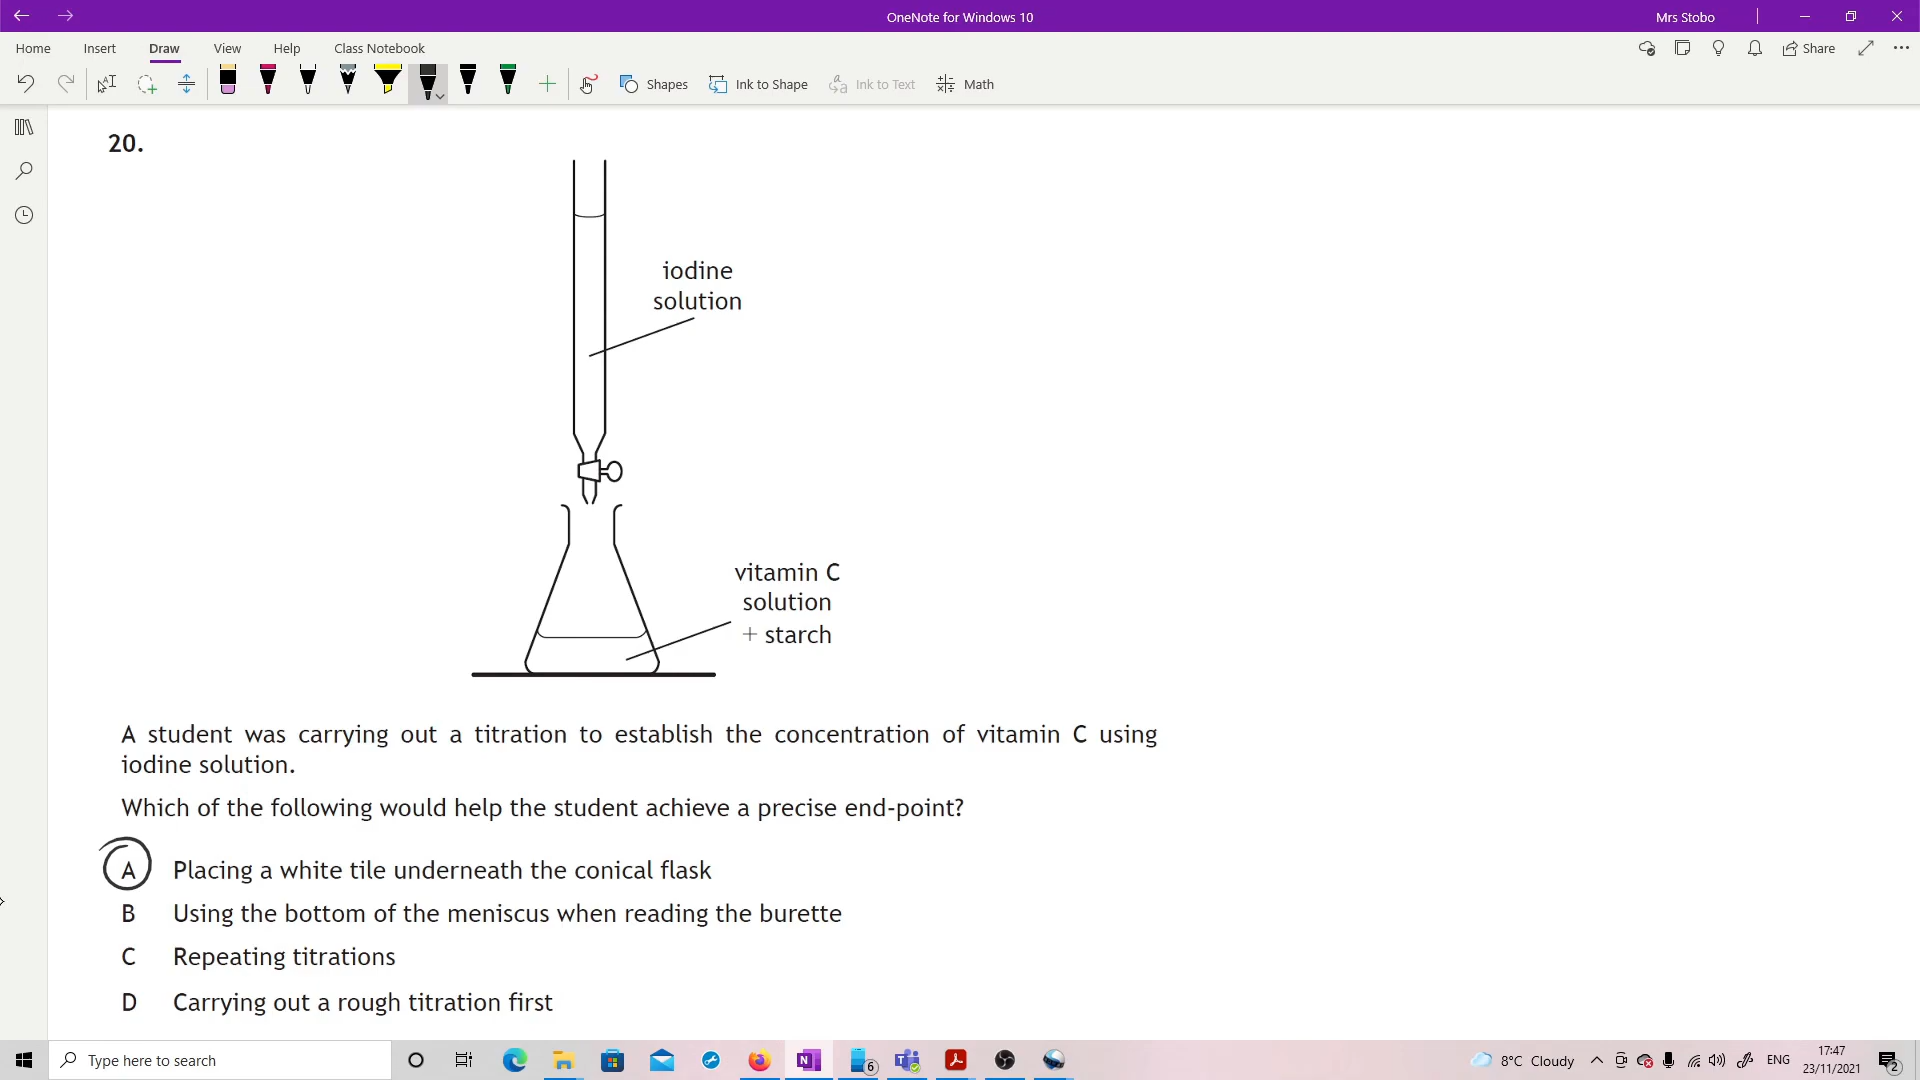 OneNote for Windows 10
Mrs Stobo
Home Insert Draw View Help Class Notebook
Share
Shapes Ink to Shape Ink to Text Math
20.
iodine
solution
vitamin C
solution
+ starch
A student was carrying out a titration to establish the concentration of vitamin C using
iodine solution.
Which of the following would help the student achieve a precise end-point?
A Placing a white tile underneath the conical flask
B Using the bottom of the meniscus when reading the burette
C Repeating titrations
D Carrying out a rough titration first
Type here to search
6
8°C Cloudy
ENG
17:47
23/11/2021
2